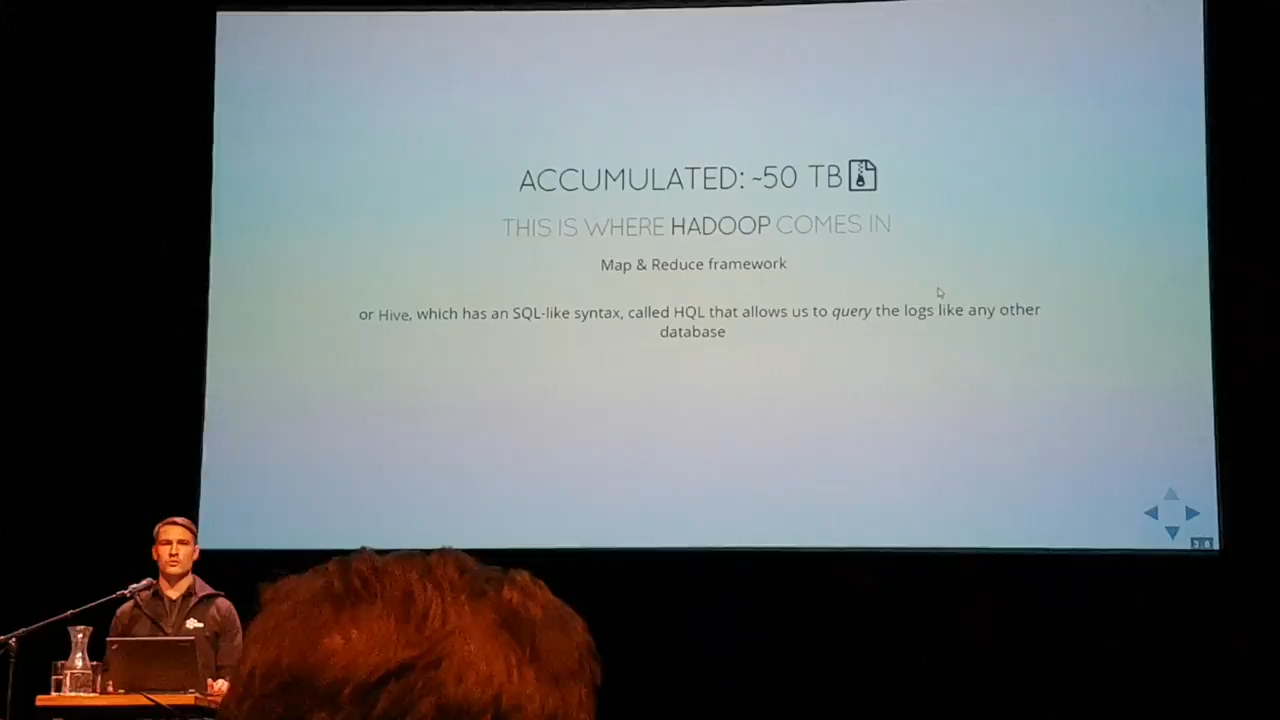 ACCUMULATED: ~50 TB
THIS IS WHERE HADOOP COMES IN
Map & Reduce framework
or Hive, which has an SQL-like syntax, called HQL that allows us to query the logs like any other
database